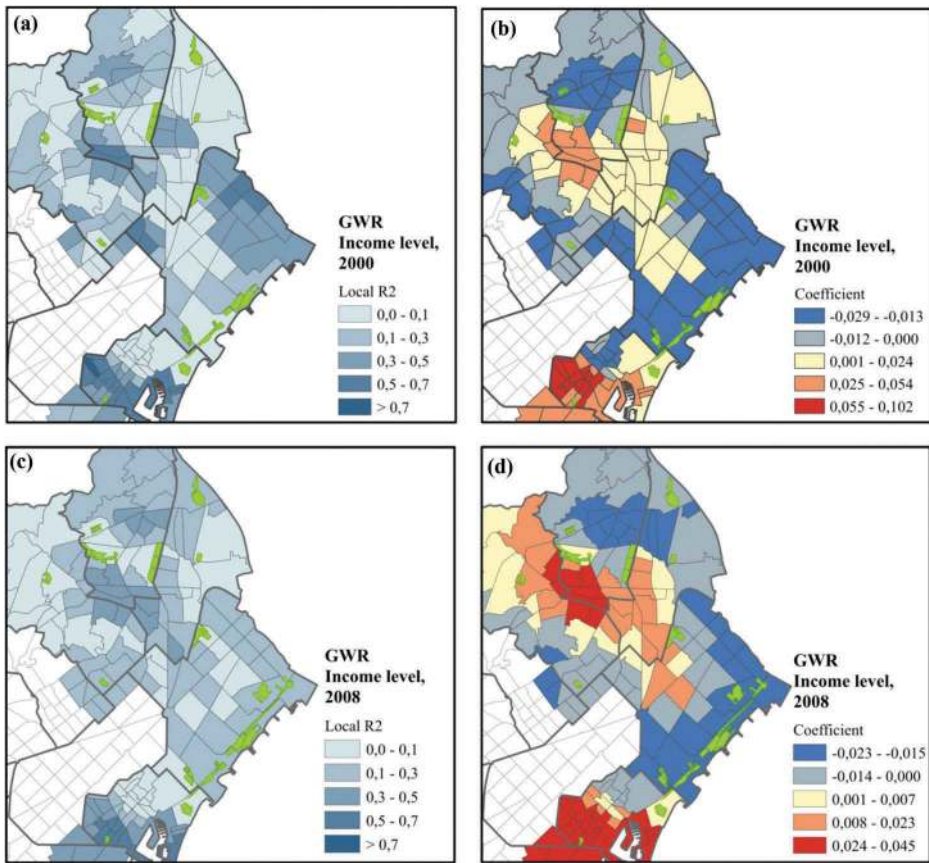 (a)
GWR
Income level,
2000
Local R2
0,0 - 0,1
0,1 - 0,3
0,3 - 0,5
0,5 - 0,7
> 0,7
(b)
GWR
Income level,
2000
Coefficient
-0,029 - -0,013
-0,012 - 0,000
0,001 - 0,024
0,025 - 0,054
0,055 - 0,102
(c)
GWR
Income level,
2008
Local R2
0,0 - 0,1
0,1 - 0,3
0,3 - 0,5
0,5 - 0,7
> 0,7
(d)
GWR
Income level,
2008
Coefficient
-0,023 - -0,015
-0,014 - 0,000
0,001 - 0,007
0,008 - 0,023
0,024 - 0,045